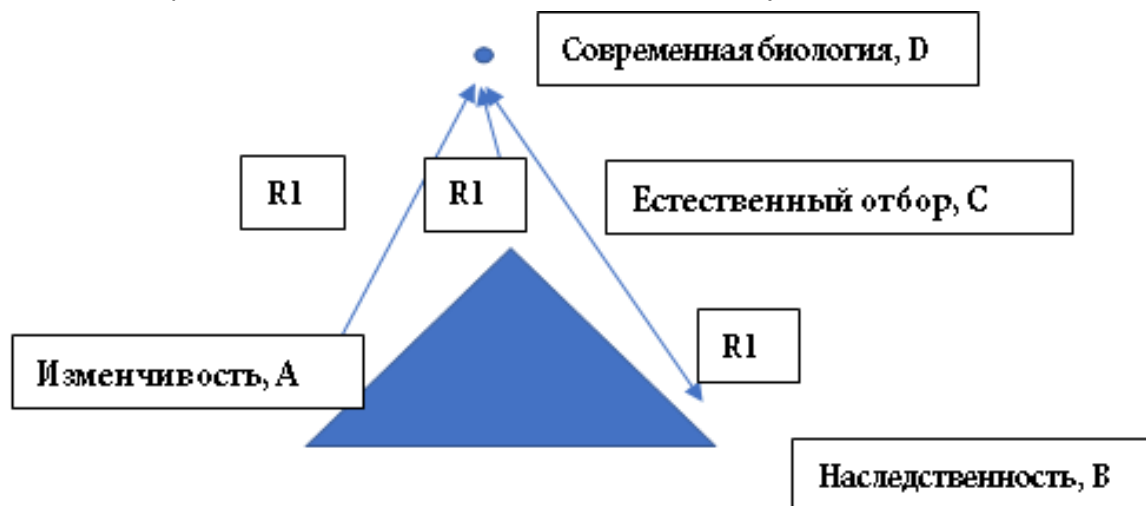 Современная биология, D
R1
R1
Естественный отбор, С
R1
Изменчивость, А
Наследственность, В